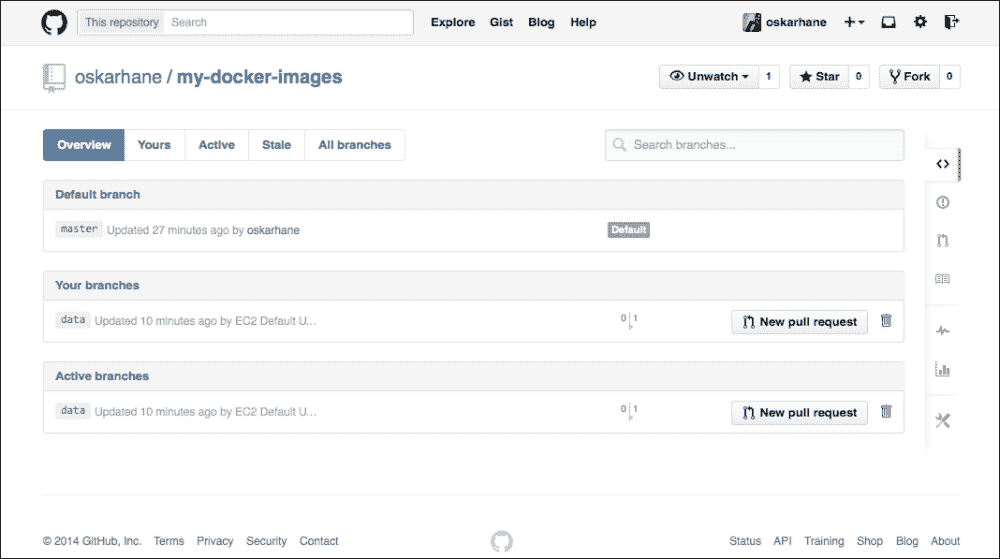 This repository Search Explore Gist Blog Help oskarhane
oskarhane / my-docker-images Unwatch 1 Star 0 Fork 0
Overview Yours Active Stale All branches Search branches...
Default branch
master Updated 27 minutes ago by oskarhane Default
Your branches
data Updated 10 minutes ago by EC2 Default U... 0 1 New pull request
Active branches
data Updated 10 minutes ago by EC2 Default U... 0 1 New pull request
© 2014 GitHub, Inc. Terms Privacy Security Contact Status API Training Shop Blog About